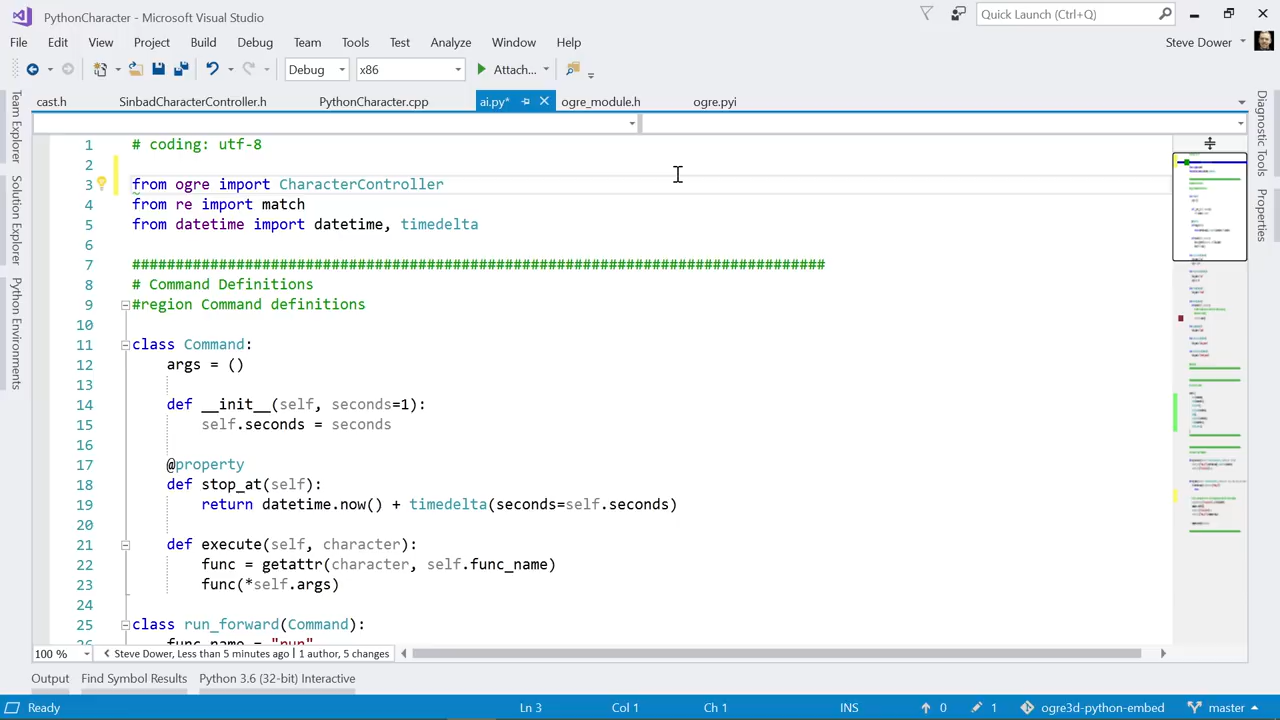 PythonCharacter - Microsoft Visual Studio
Quick Launch (Ctrl+Q)
File Edit View Project Build Debug Team Tools Test Analyze Window Help
Steve Dower
Debug x86 Attach...
cast.h SinbadCharacterController.h PythonCharacter.cpp ai.py* ogre_module.h ogre.pyi
Team Explorer
Solution Explorer
Python Environments
Diagnostic Tools
Properties
1 # coding: utf-8
2
3 from ogre import CharacterController
4 from re import match
5 from datetime import datetime, timedelta
6
7 ################################################################################
8 # Command Definitions
9 #region Command definitions
10
11 class Command:
12 args = ()
13
14 def __init__(self, seconds=1):
15 self.seconds = seconds
16
17 @property
18 def stop_at(self):
19 return datetime.now() + timedelta(seconds=self.seconds)
20
21 def execute(self, character):
22 func = getattr(character, self.func_name)
23 func(*self.args)
24
25 class run_forward(Command):
26 func_name = "run"
100 % Steve Dower, Less than 5 minutes ago | 1 author, 5 changes
Output Find Symbol Results Python 3.6 (32-bit) Interactive
Ready Ln 3 Col 1 Ch 1 INS 0 1 ogre3d-python-embed master